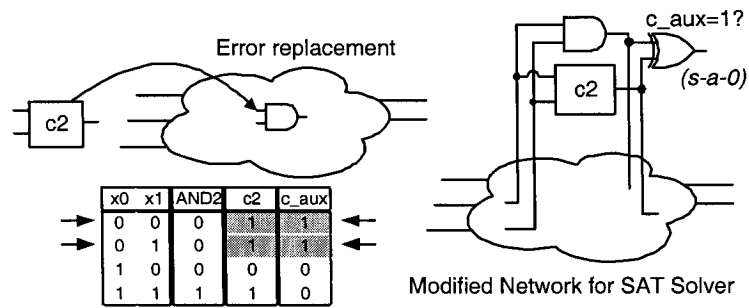 Error replacement
c2
x0 x1 AND2 c2 c_aux
0 0 0 1 1
0 1 0 1 1
1 0 0 0 0
1 1 1 1 0
c_aux=1?
(s-a-0)
c2
Modified Network for SAT Solver